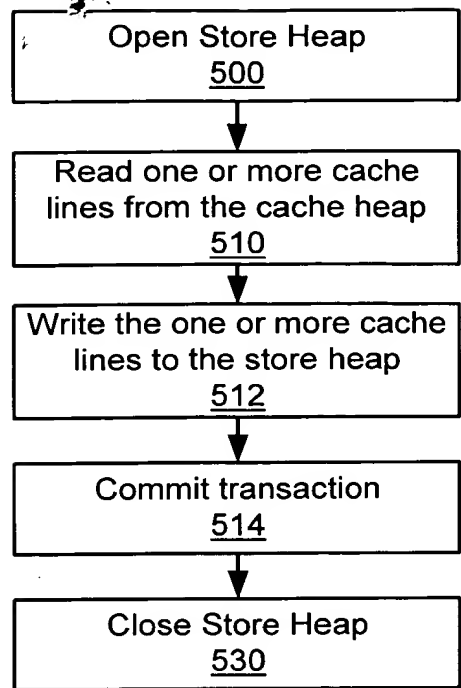 Open Store Heap
500
Read one or more cache
lines from the cache heap
510
Write the one or more cache
lines to the store heap
512
Commit transaction
514
Close Store Heap
530